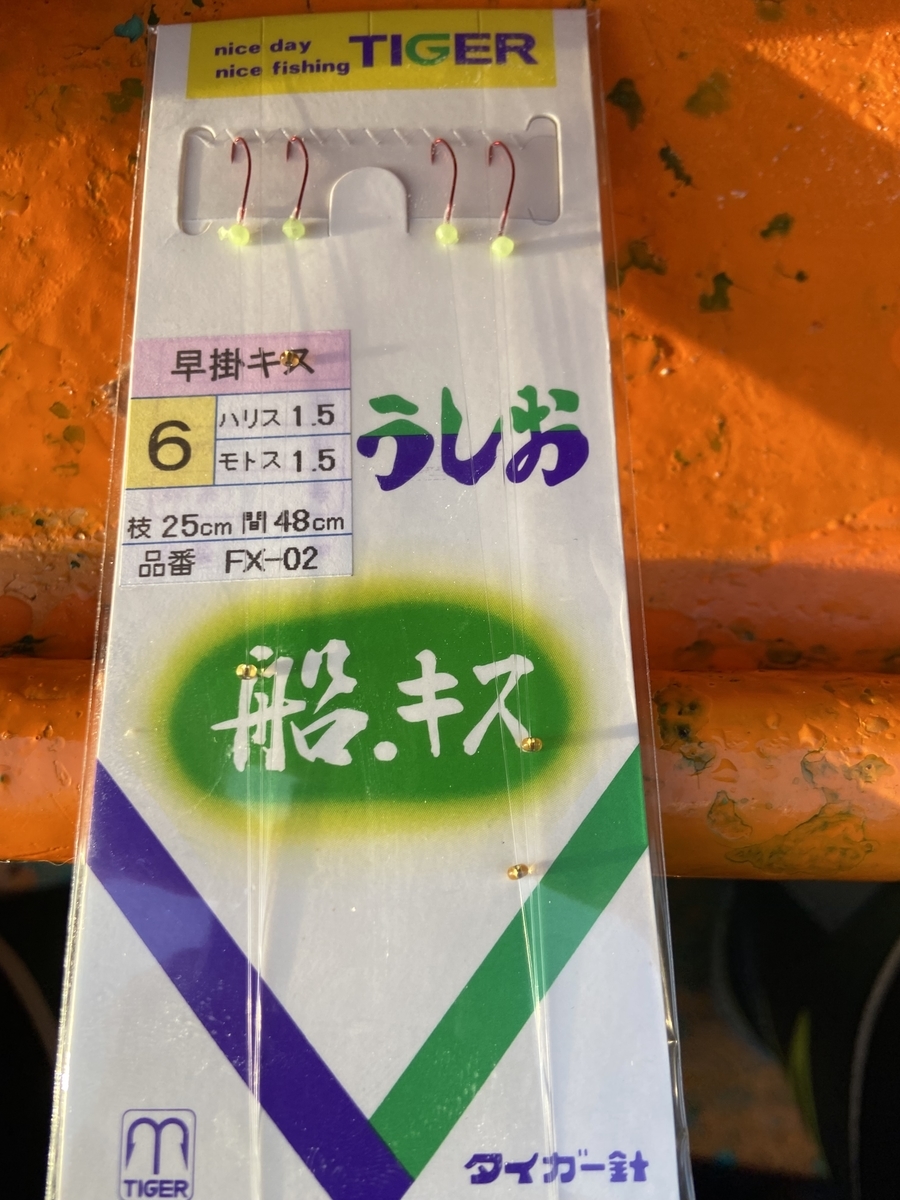 nice day
nice fishing
TIGER
早掛キス
6
ハリス 1.5
モトス 1.5
枝 25cm 間 48cm
品番 FX-02
うしお
船.キス
TIGER
タイガー針